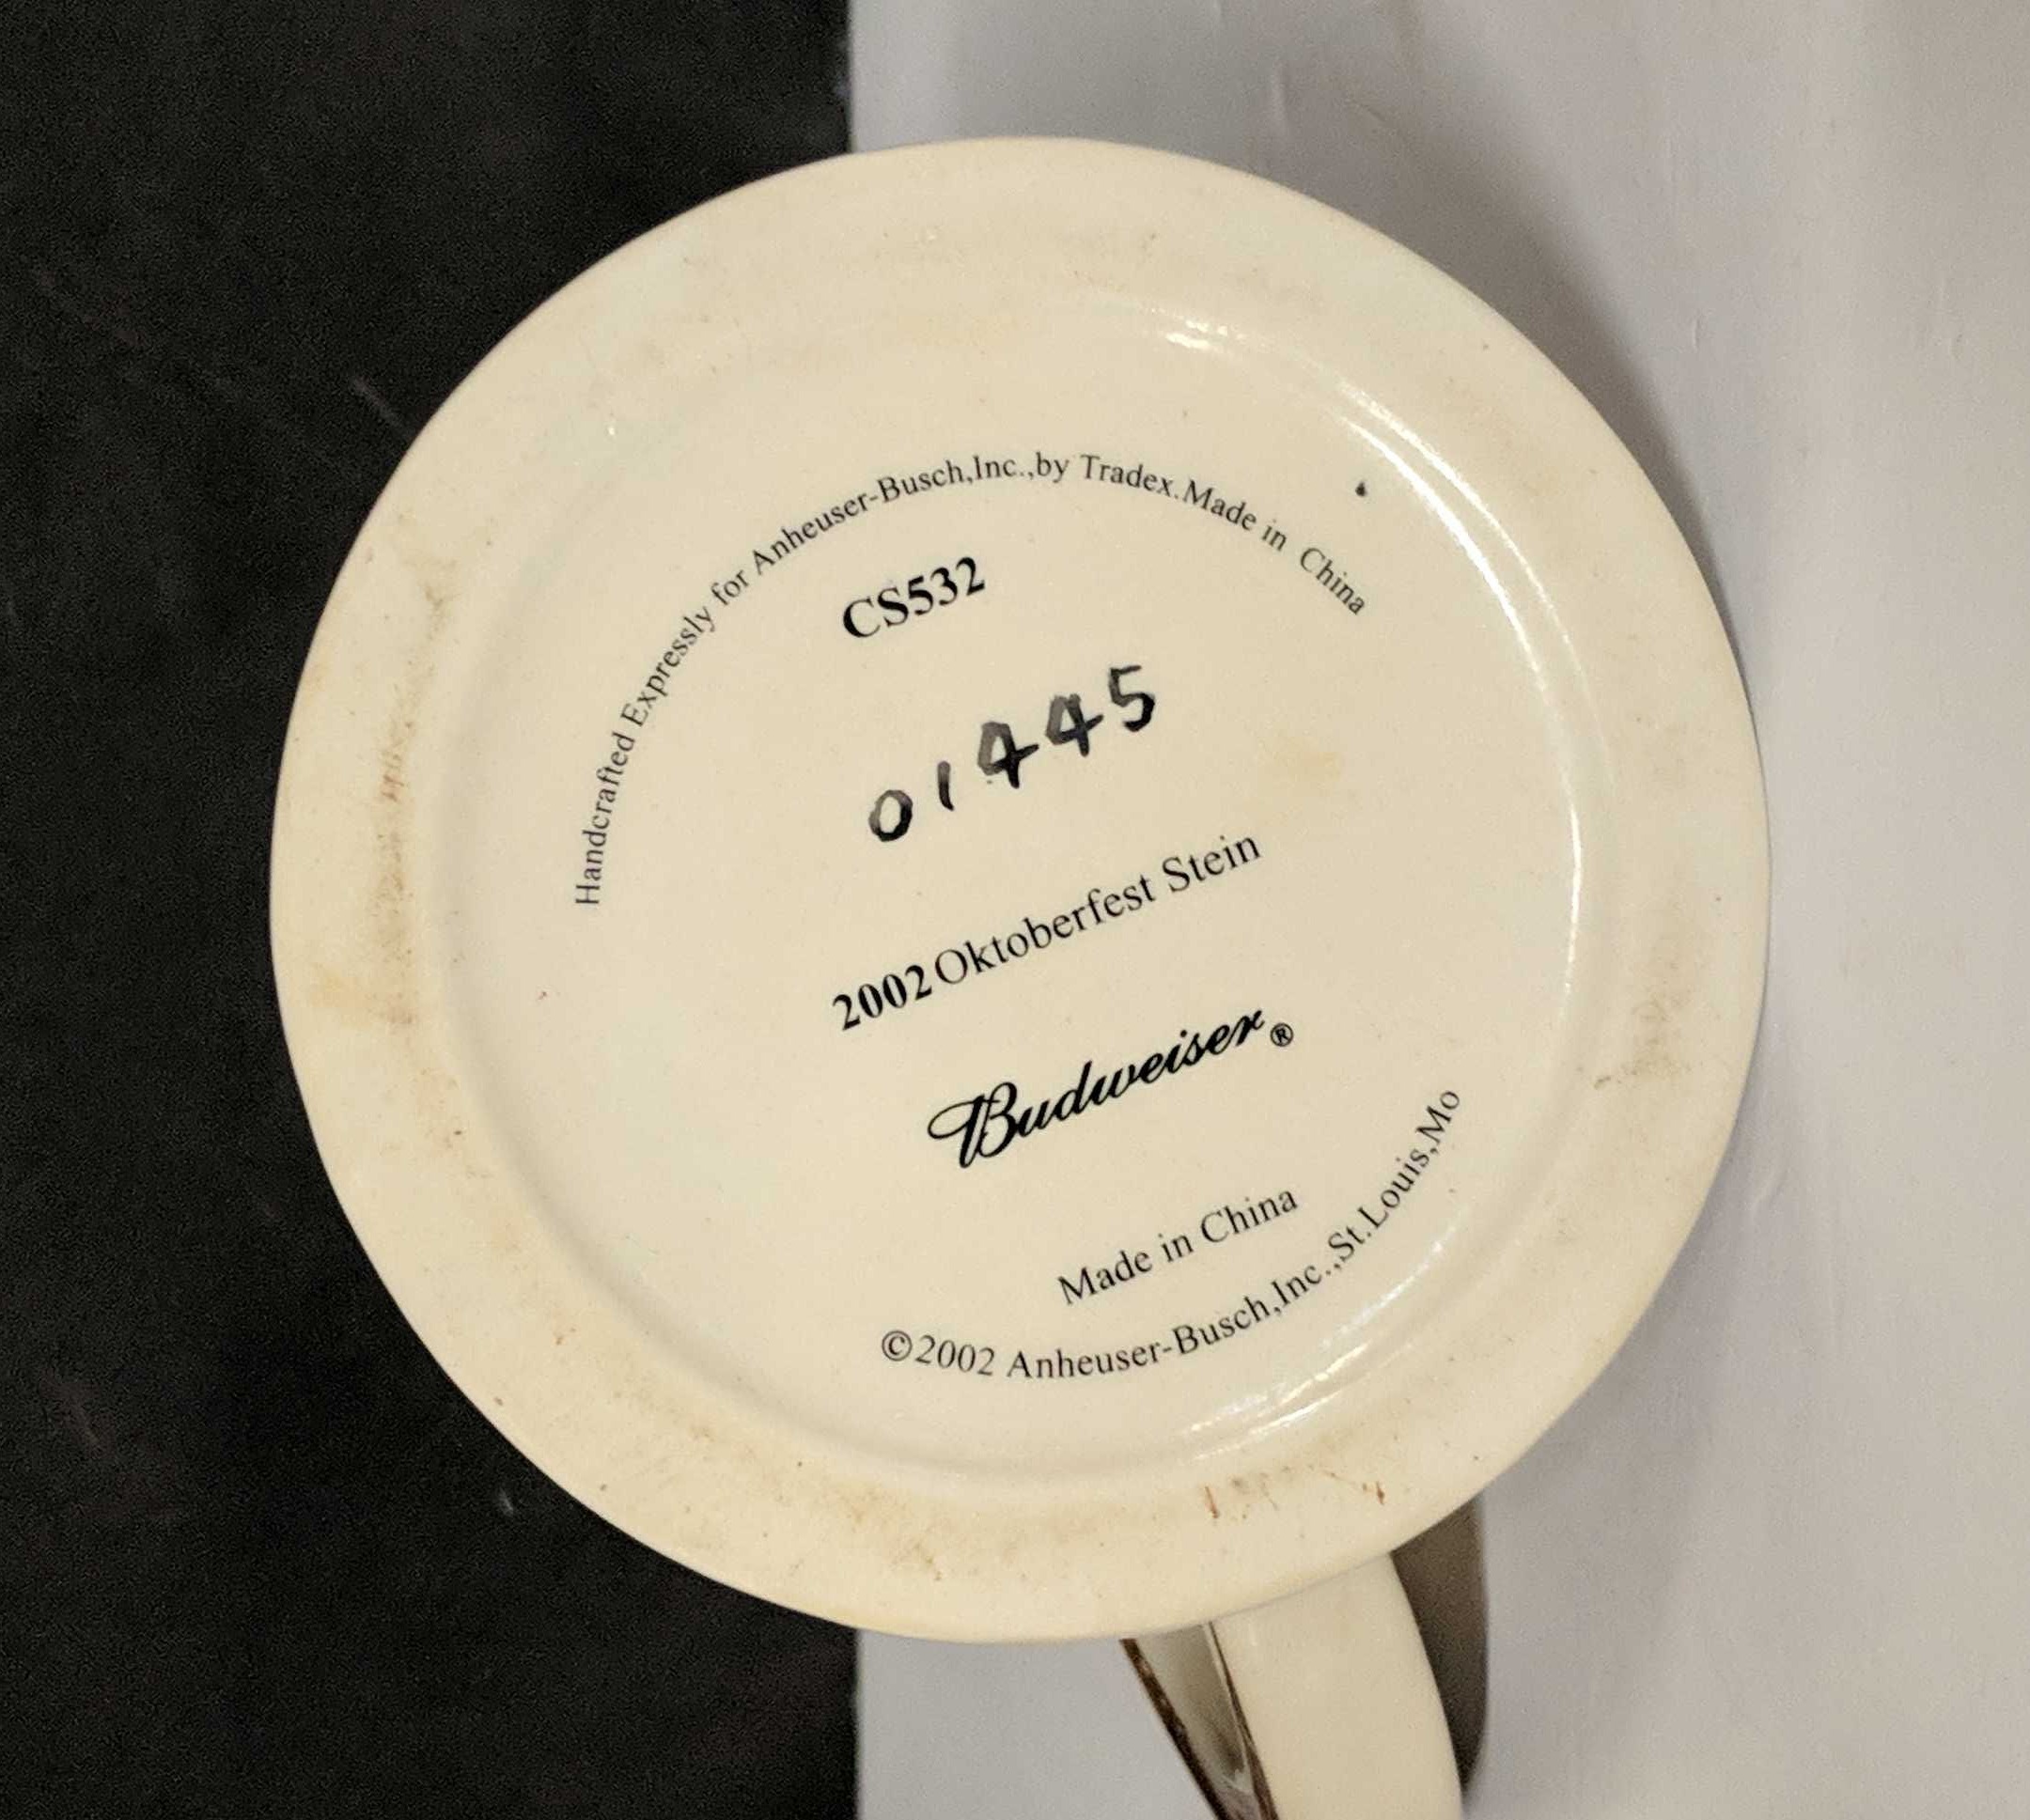 Handcrafted Expressly for Anheuser-Busch,Inc.,by Tradex.Made in China
CS532
01445
2002 Oktoberfest Stein
Budweiser®
Made in China
©2002 Anheuser-Busch,Inc.,St.Louis,Mo